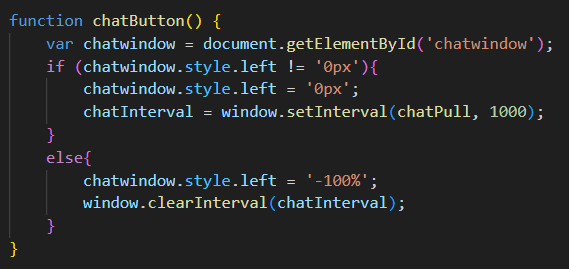 function chatButton() {
    var chatwindow = document.getElementById('chatwindow');
    if (chatwindow.style.left != '0px'){
        chatwindow.style.left = '0px';
        chatInterval = window.setInterval(chatPull, 1000);
    }
    else{
        chatwindow.style.left = '-100%';
        window.clearInterval(chatInterval);
    }
}